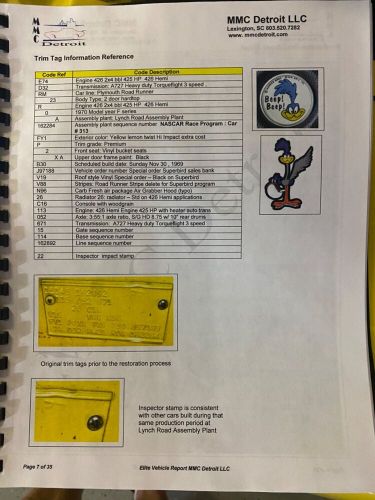 M M C
Detroit
MMC Detroit LLC
Lexington, SC 803.520.7282
www.mmcdetroit.com
Trim Tag Information Reference
Code Ref Code Description
E74 Engine 426 2x4 bbl 425 HP 426 Hemi
D32 Transmission: A727 Heavy duty Torqueflight 3 speed
RM Car line: Plymouth Road Runner
23 Body Type: 2 door hardtop
R Engine 426 2x4 bbl 425 HP 426 Hemi
0 1970 Model year / series
A Assembly plant: Lynch Road Assembly Plant
162284 Assembly plant sequence number NASCAR Race Program : Car
# 313
FY1 Exterior color: Yellow lemon twist Hi Impact extra cost
P Trim grade: Premium
2 Front seat: Vinyl bucket seats
X A Upper door frame paint. Black
B30 Scheduled build date: Sunday Nov 30 , 1969
J97188 Vehicle order number Special order Superbird sales bank
V19 Roof style Vinyl Special order – Black on Superbird
V88 Stripes: Road Runner Stripe delete for Superbird program
N96 Carb Fresh air package Air Grabber Hood (typo)
26 Radiator 26: radiator – Std on 426 Hemi applications
C16 Console with woodgrain
113 Engine: 426 Hemi Engine 425 HP with heater auto trans
052 Axle: 3.55:1 axle ratio, S/G HD 8.75 w/ 10" rear drums
671 Transmission: A727 Heavy duty Torqueflight 3 speed
15 Gate sequence number
114 Base sequence number
162692 Line sequence number
22 Inspector impact stamp
Beep!
Beep!
Original trim tags prior to the restoration process
Inspector stamp is consistent
with other cars built during that
same production period at
Lynch Road Assembly Plant
Page 7 of 35
Elite Vehicle Report MMC Detroit LLC